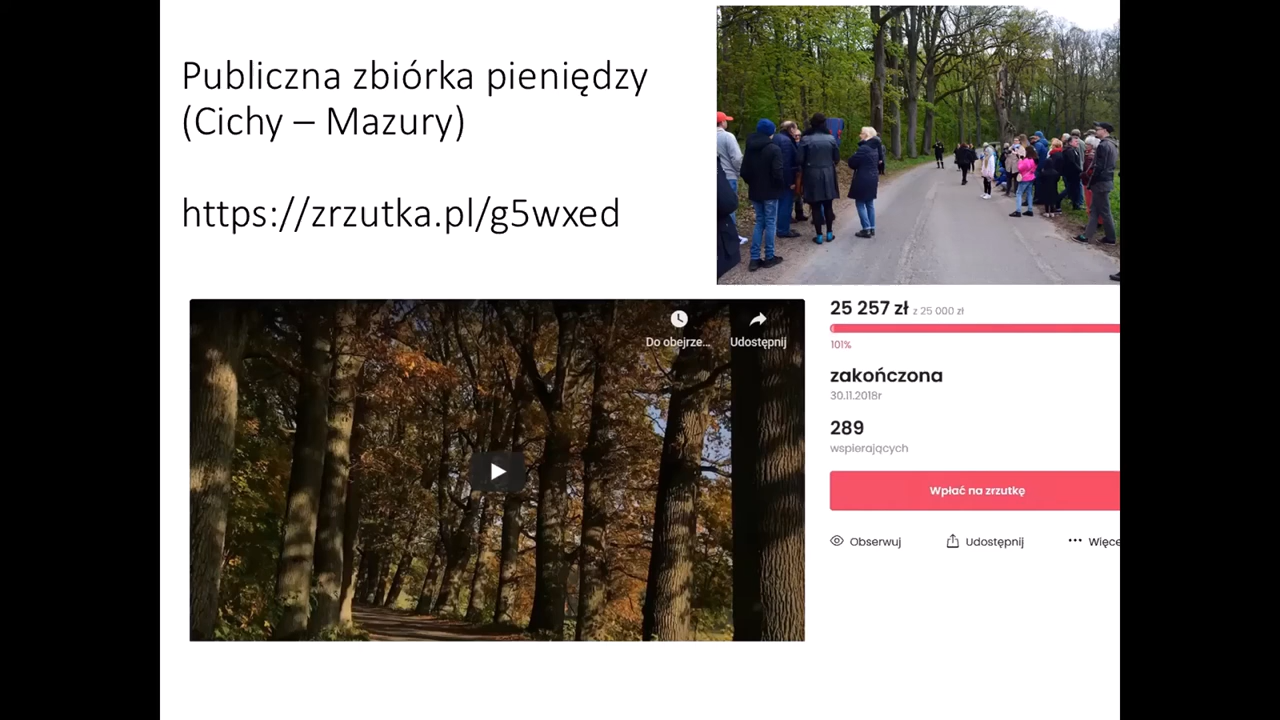 Publiczna zbiórka pieniędzy
(Cichy – Mazury)
https://zrzutka.pl/g5wxed
Do obejrze...
Udostępnij
25 257 zł z 25 000 zł
101%
zakończona
30.11.2018r
289
wspierających
Wpłać na zrzutkę
Obserwuj
Udostępnij
Więce